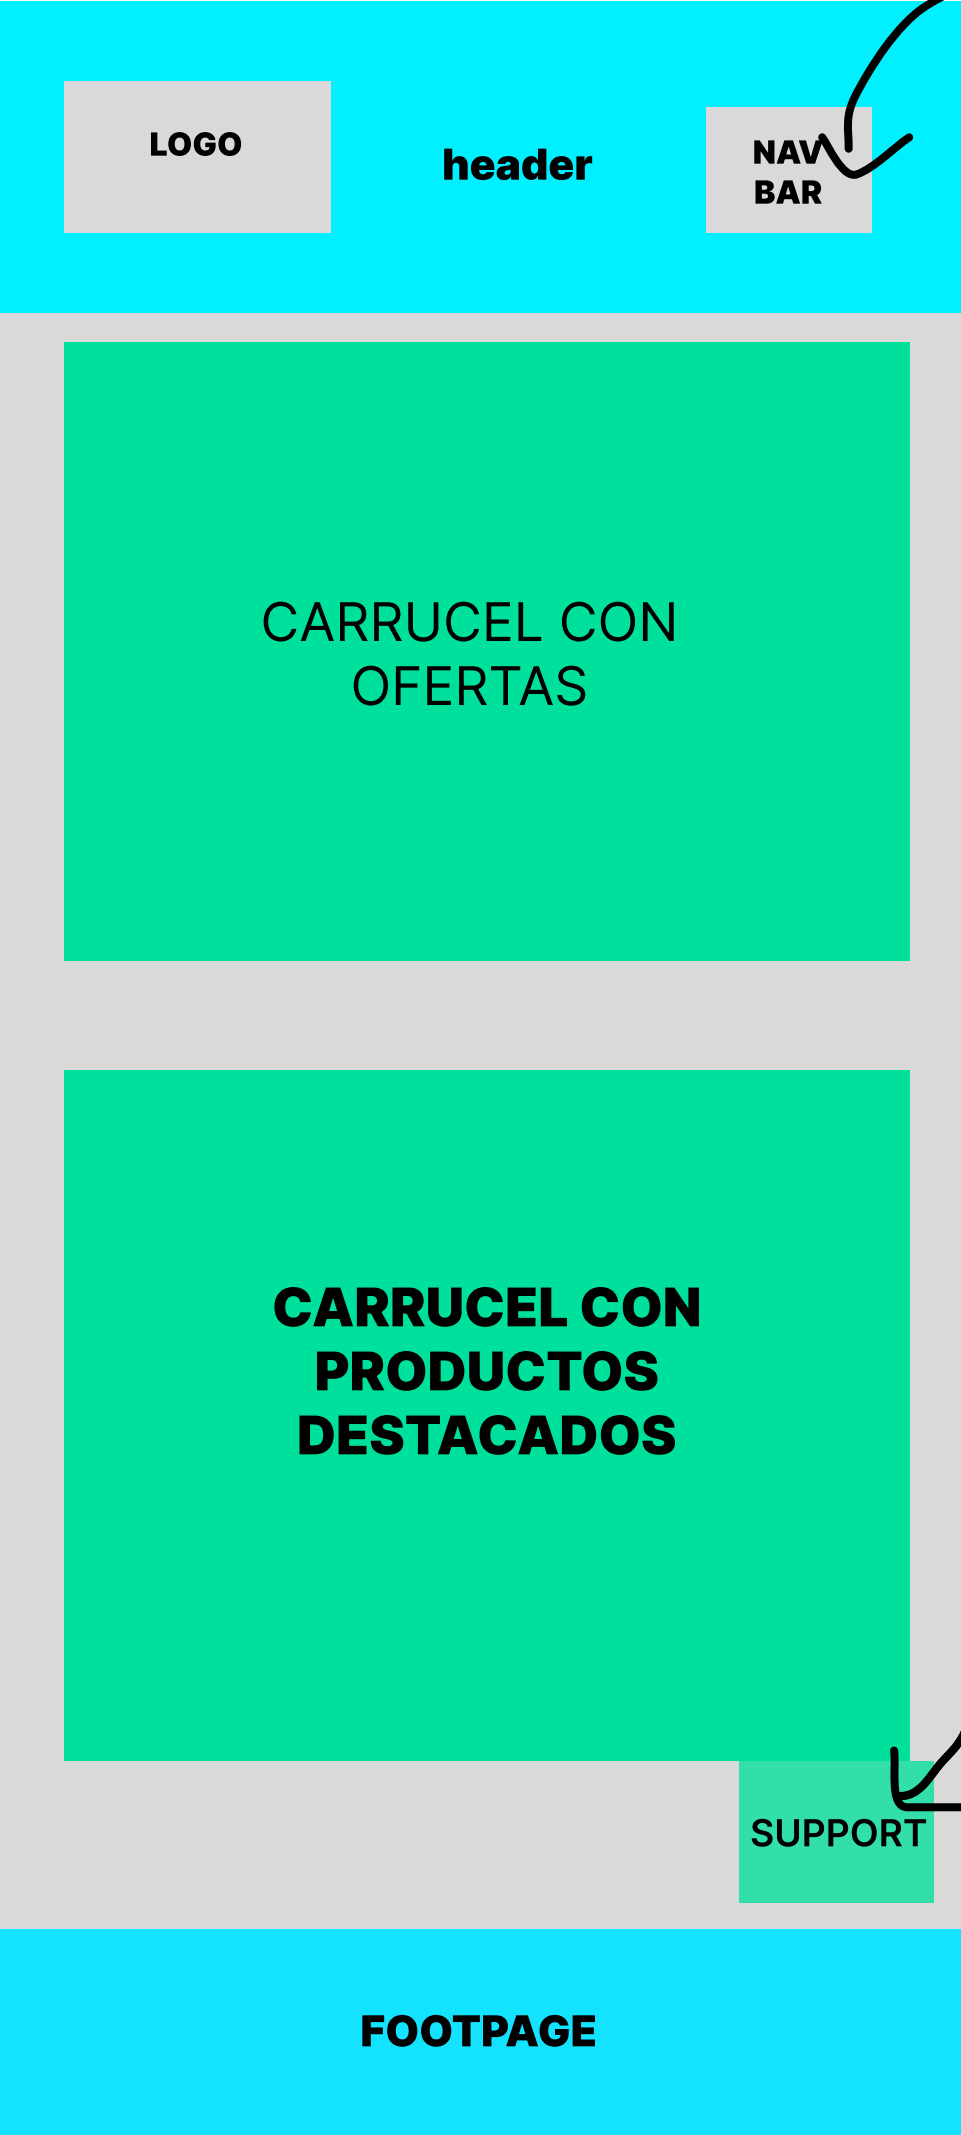 LOGO
header
NAV
BAR
CARRUCEL CON
OFERTAS
CARRUCEL CON
PRODUCTOS
DESTACADOS
SUPPORT
FOOTPAGE